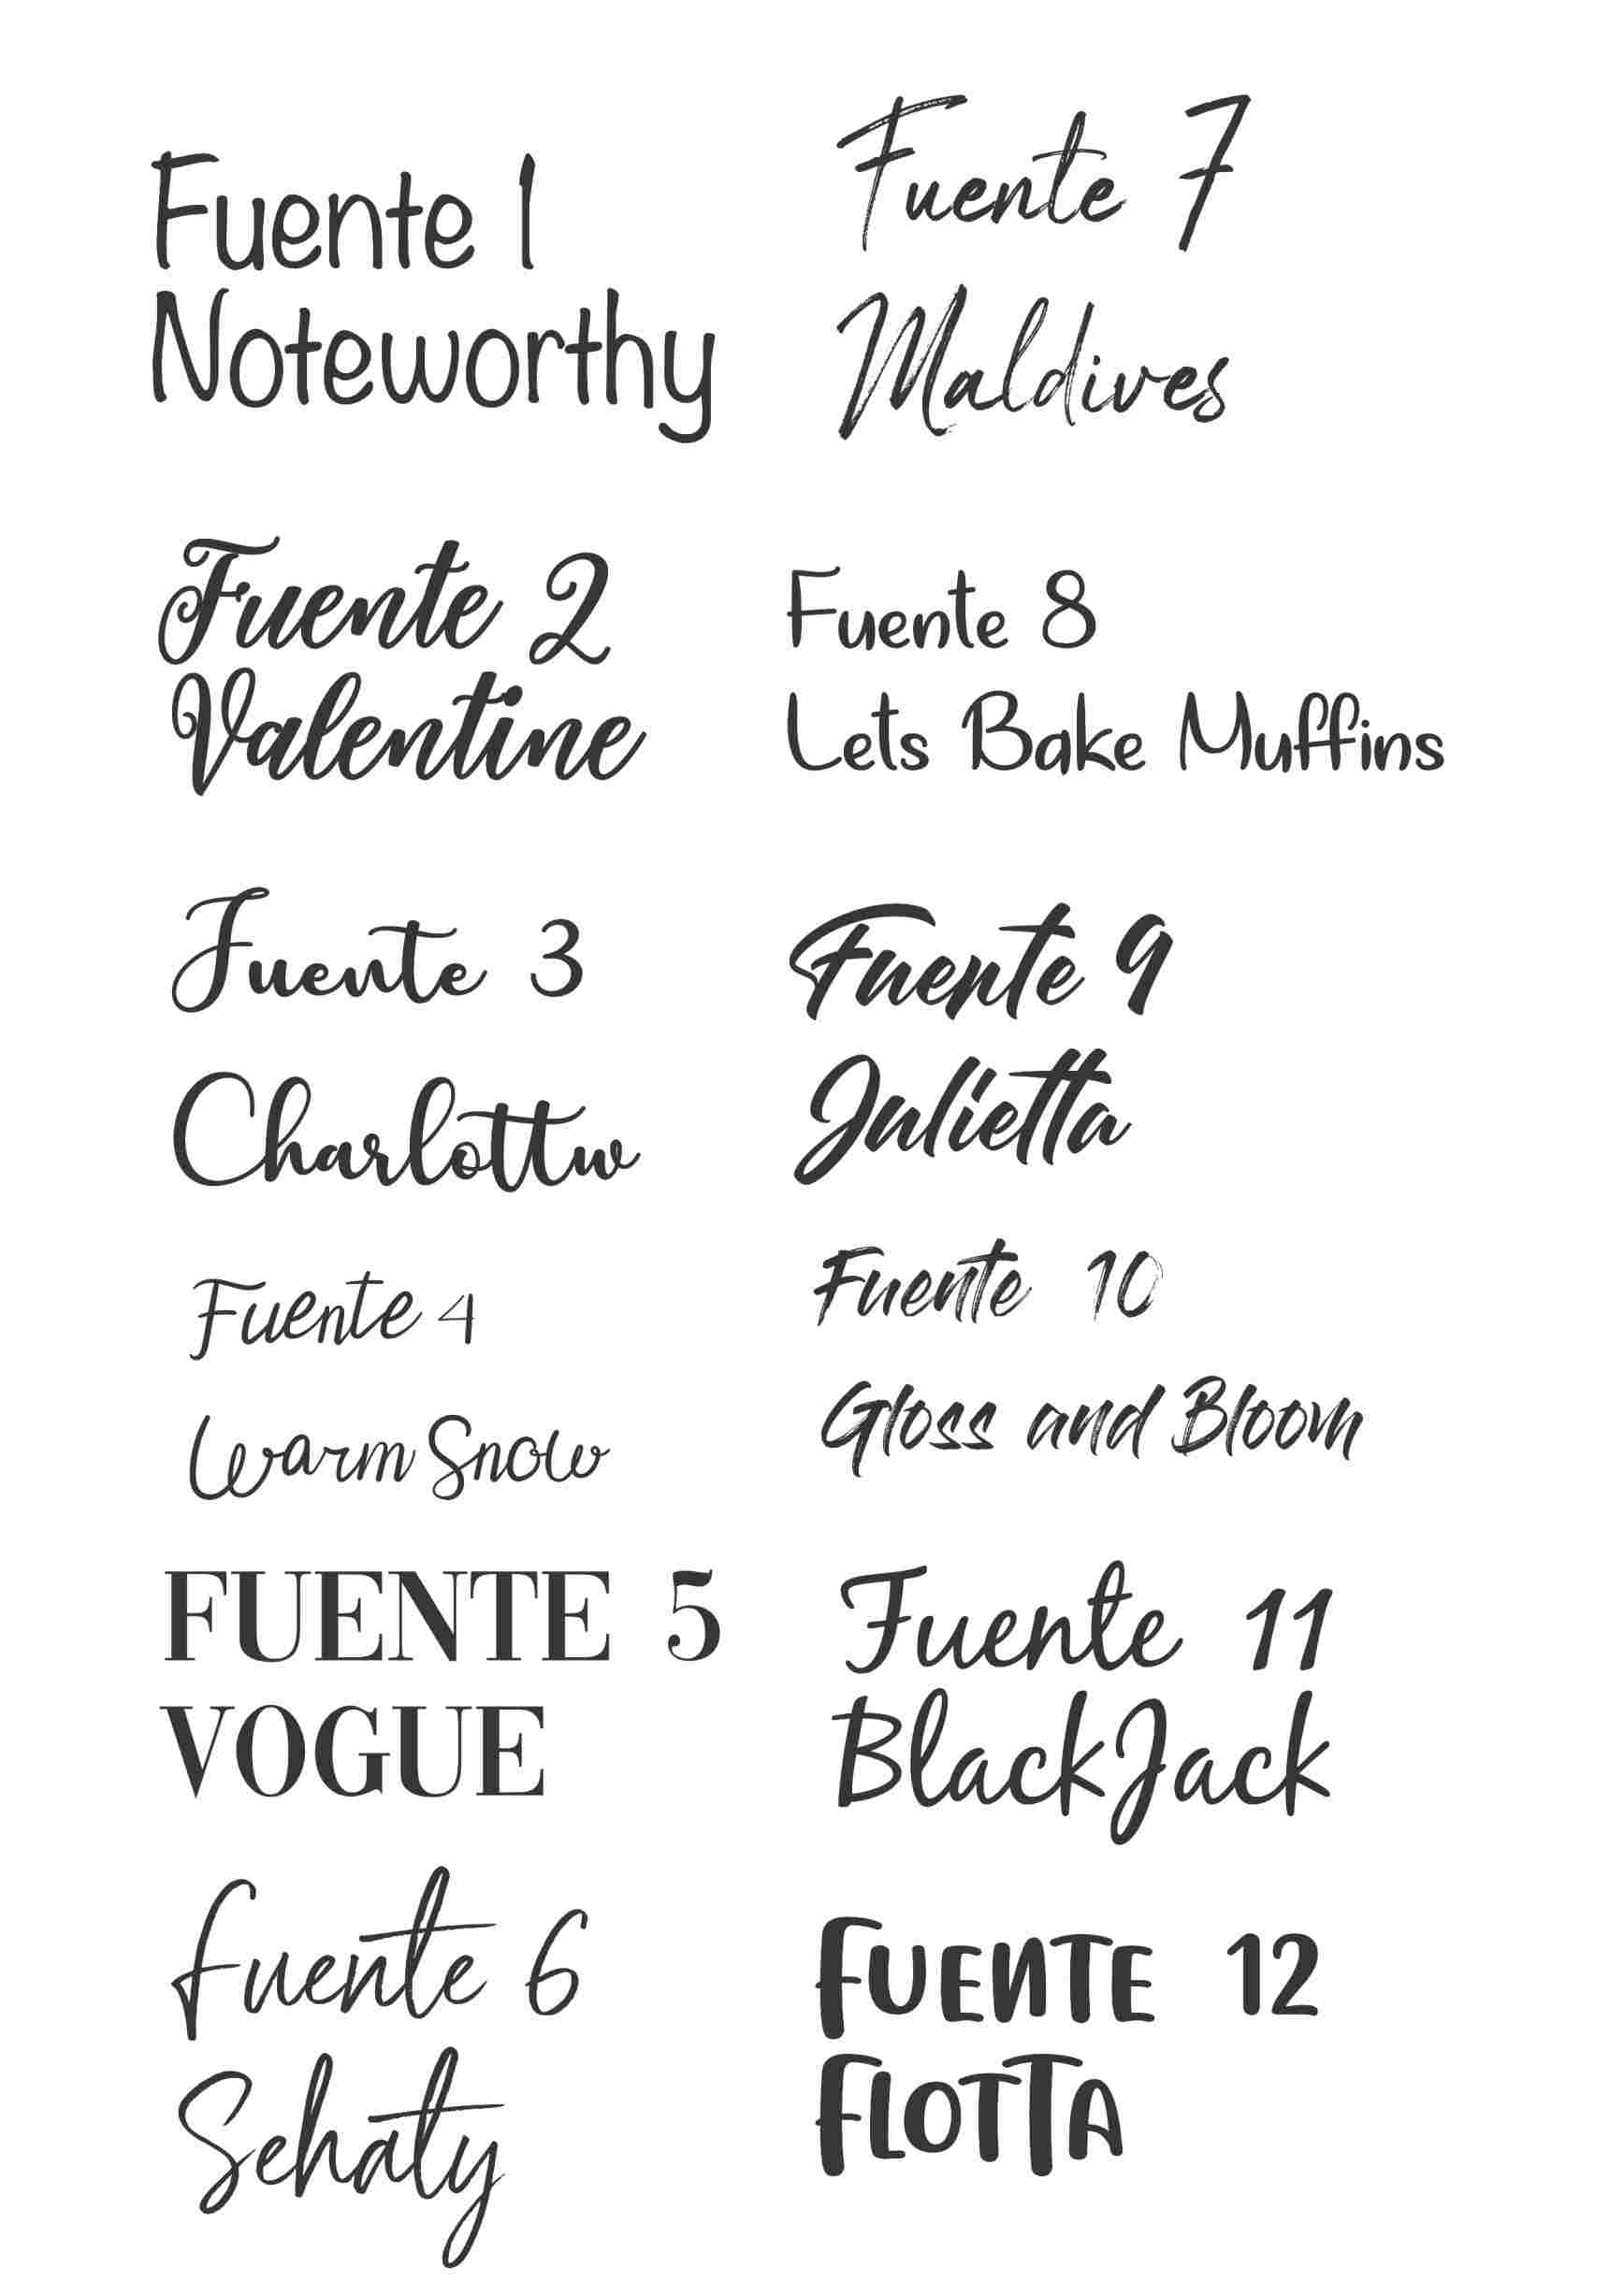 Fuente 1
Noteworthy
Fuente 2
Valentine
Fuente 3
Charlottw
Fuente 4
Warm Snow
FUENTE 5
VOGUE
Fuente 6
Sehaty
Fuente 7
Maldives
Fuente 8
Lets Bake Muffins
Fuente 9
Julietta
Fuente 10
Gloss and Bloom
Fuente 11
BlackJack
FUENTE 12
FLOTTA